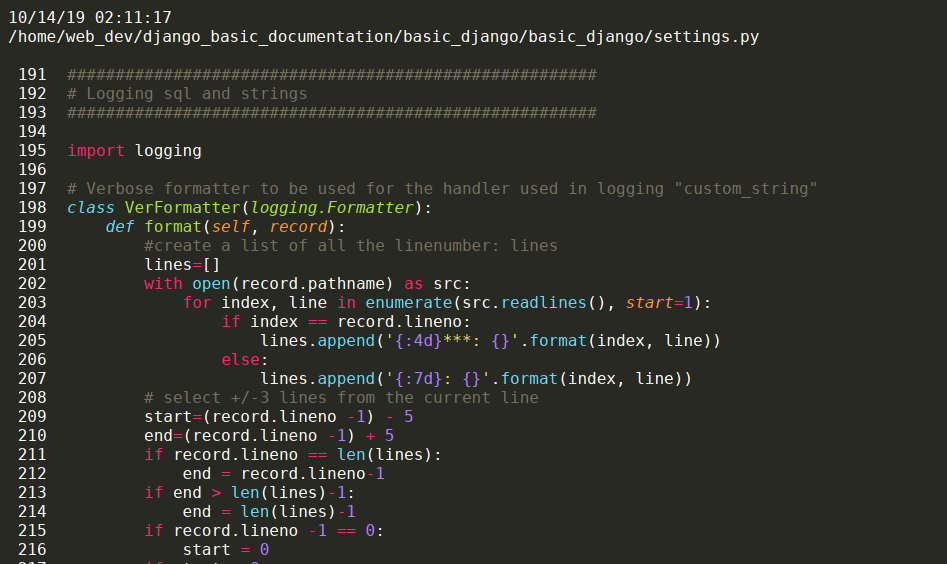 10/14/19 02:11:17
/home/web_dev/django_basic_documentation/basic_django/basic_django/settings.py
191 #######################################################
192 # Logging sql and strings
193 #######################################################
194
195 import logging
196
197 # Verbose formatter to be used for the handler used in logging "custom_string"
198 class VerFormatter(logging.Formatter):
199     def format(self, record):
200         #create a list of all the linenumber: lines
201         lines=[]
202         with open(record.pathname) as src:
203             for index, line in enumerate(src.readlines(), start=1):
204                 if index == record.lineno:
205                     lines.append('{:4d}***: {}'.format(index, line))
206                 else:
207                     lines.append('{:7d}: {}'.format(index, line))
208         # select +/-3 lines from the current line
209         start=(record.lineno -1) - 5
210         end=(record.lineno -1) + 5
211         if record.lineno == len(lines):
212             end = record.lineno-1
213         if end > len(lines)-1:
214             end = len(lines)-1
215         if record.lineno -1 == 0:
216             start = 0